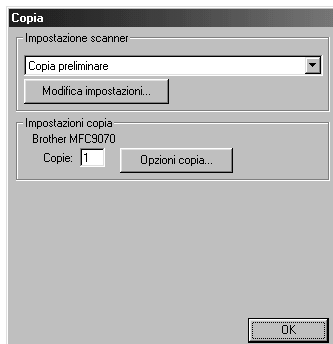 Copia
Impostazione scanner
Copia preliminare
Modifica impostazioni...
Impostazioni copia
Brother MFC9070
Copie: 1
Opzioni copia...
OK